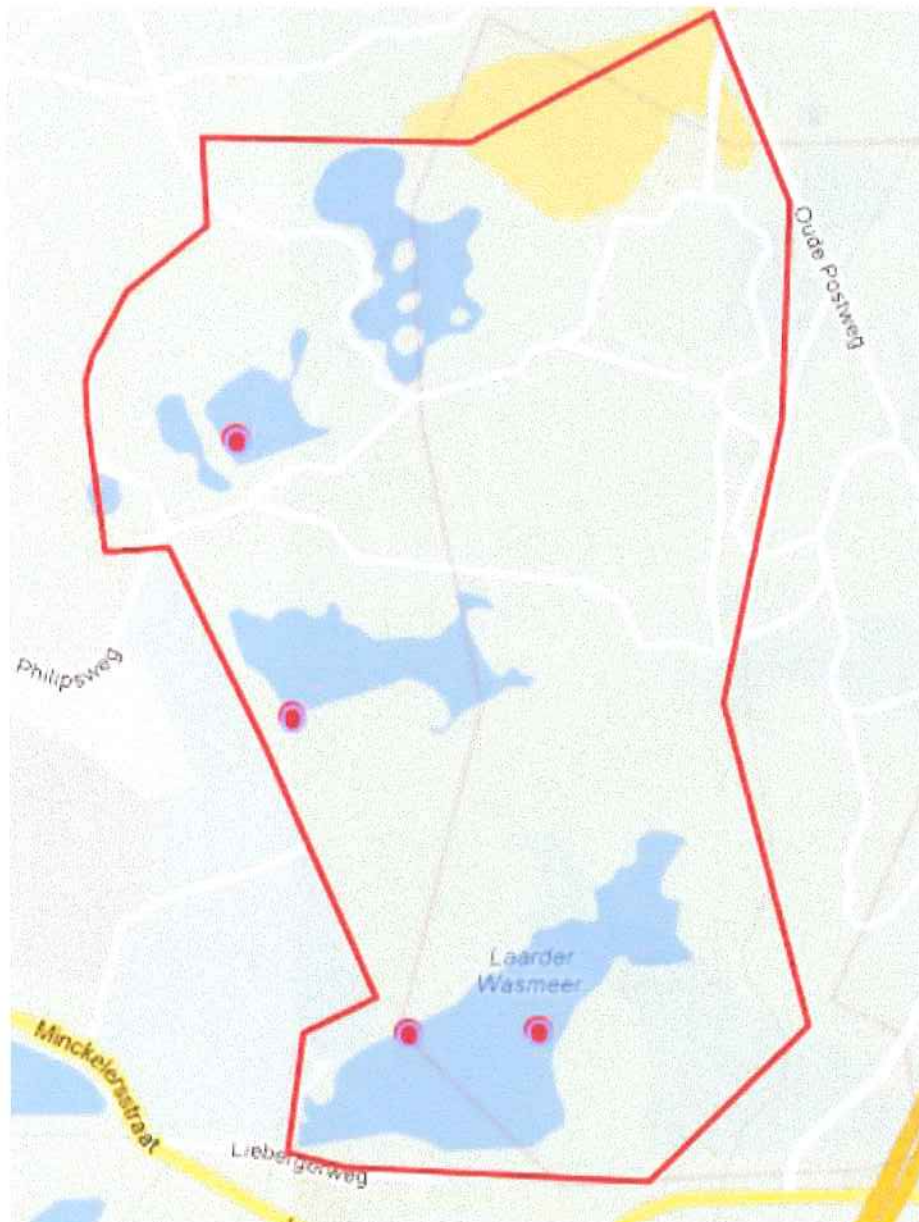 Oude Postweg
Philipsweg
Laarder
Wasmeer
Minckelersstraat
Liebergerweg